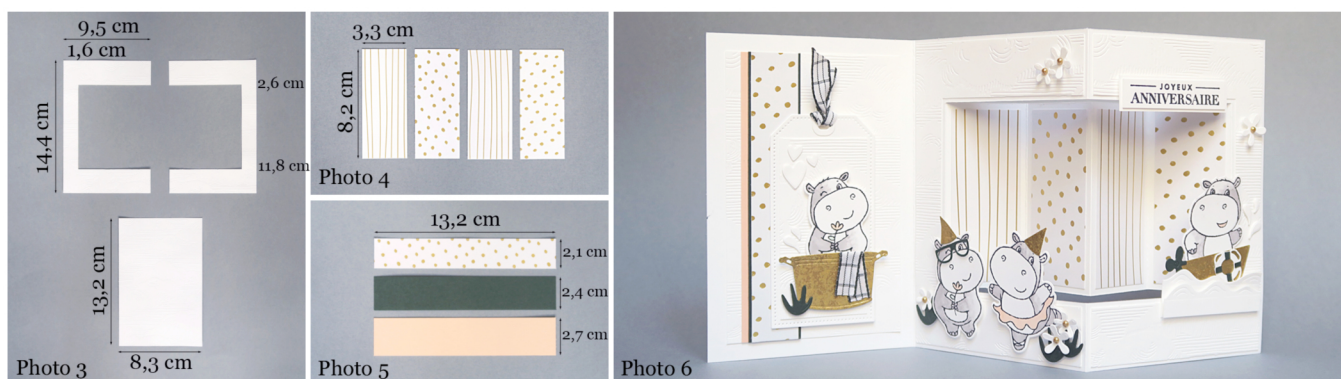 9,5 cm
1,6 cm
2,6 cm
14,4 cm
11,8 cm
13,2 cm
8,3 cm
Photo 3
3,3 cm
8,2 cm
Photo 4
13,2 cm
2,1 cm
2,4 cm
2,7 cm
Photo 5
JOYEUX
ANNIVERSAIRE
Photo 6